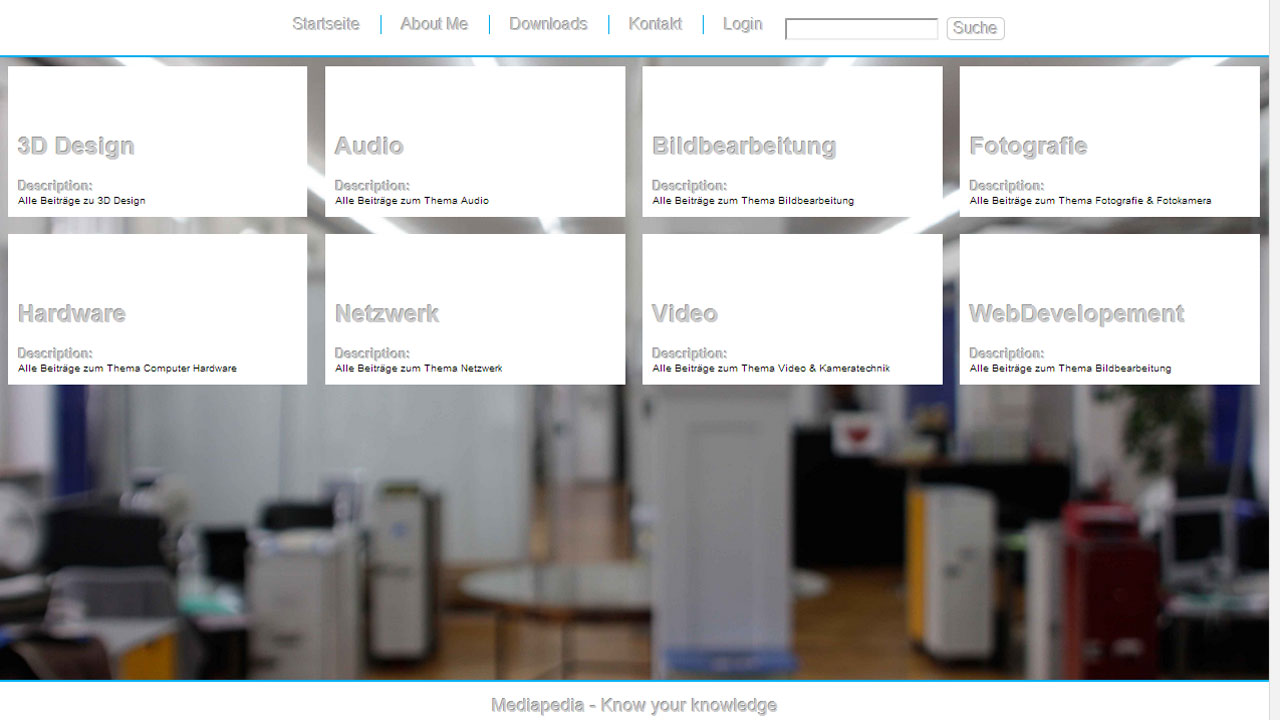 Startseite About Me Downloads Kontakt Login Suche
3D Design
Description:
Alle Beiträge zu 3D Design
Audio
Description:
Alle Beiträge zum Thema Audio
Bildbearbeitung
Description:
Alle Beiträge zum Thema Bildbearbeitung
Fotografie
Description:
Alle Beiträge zum Thema Fotografie & Fotokamera
Hardware
Description:
Alle Beiträge zum Thema Computer Hardware
Netzwerk
Description:
Alle Beiträge zum Thema Netzwerk
Video
Description:
Alle Beiträge zum Thema Video & Kameratechnik
WebDevelopement
Description:
Alle Beiträge zum Thema Bildbearbeitung
Mediapedia - Know your knowledge